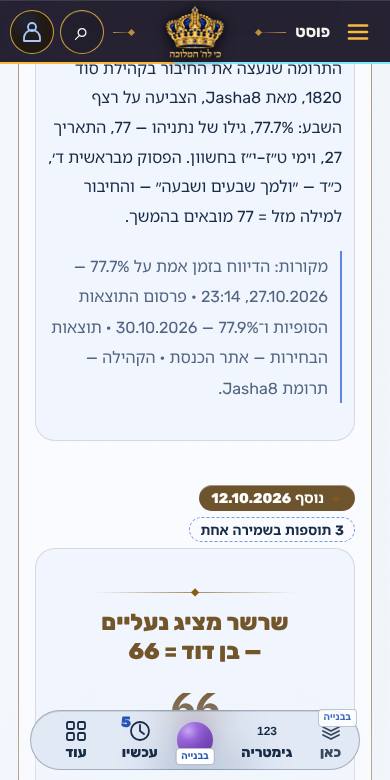 פוסט
כי לה׳ המלוכה
התרומה שנעצה את החיבור בקהילת סוד
1820, מאת Jasha8, הצביעה על רצף
השבע: 77.7%, גילו של נתניהו – 77, התאריך
27, וימי ט״ז–י״ז בחשוון. הפסוק מבראשית ד׳,
כ״ד – ״ולמך שבעים ושבעה״ – והחיבור
למילה מזל = 77 מובאים בהמשך.
מקורות: הדיווח בזמן אמת על 77.7% –
27.10.2026, 23:14 • פרסום התוצאות
הסופיות ו־77.9% – 30.10.2026 • תוצאות
הבחירות – אתר הכנסת • הקהילה –
תרומת Jasha8.
נוסף 12.10.2026
3 תוספות בשמירה אחת
שרשר מציג נעליים
– בן דוד = 66
66
בבנייה
כאן
123
גימטריה
בבנייה
5
עכשיו
עוד